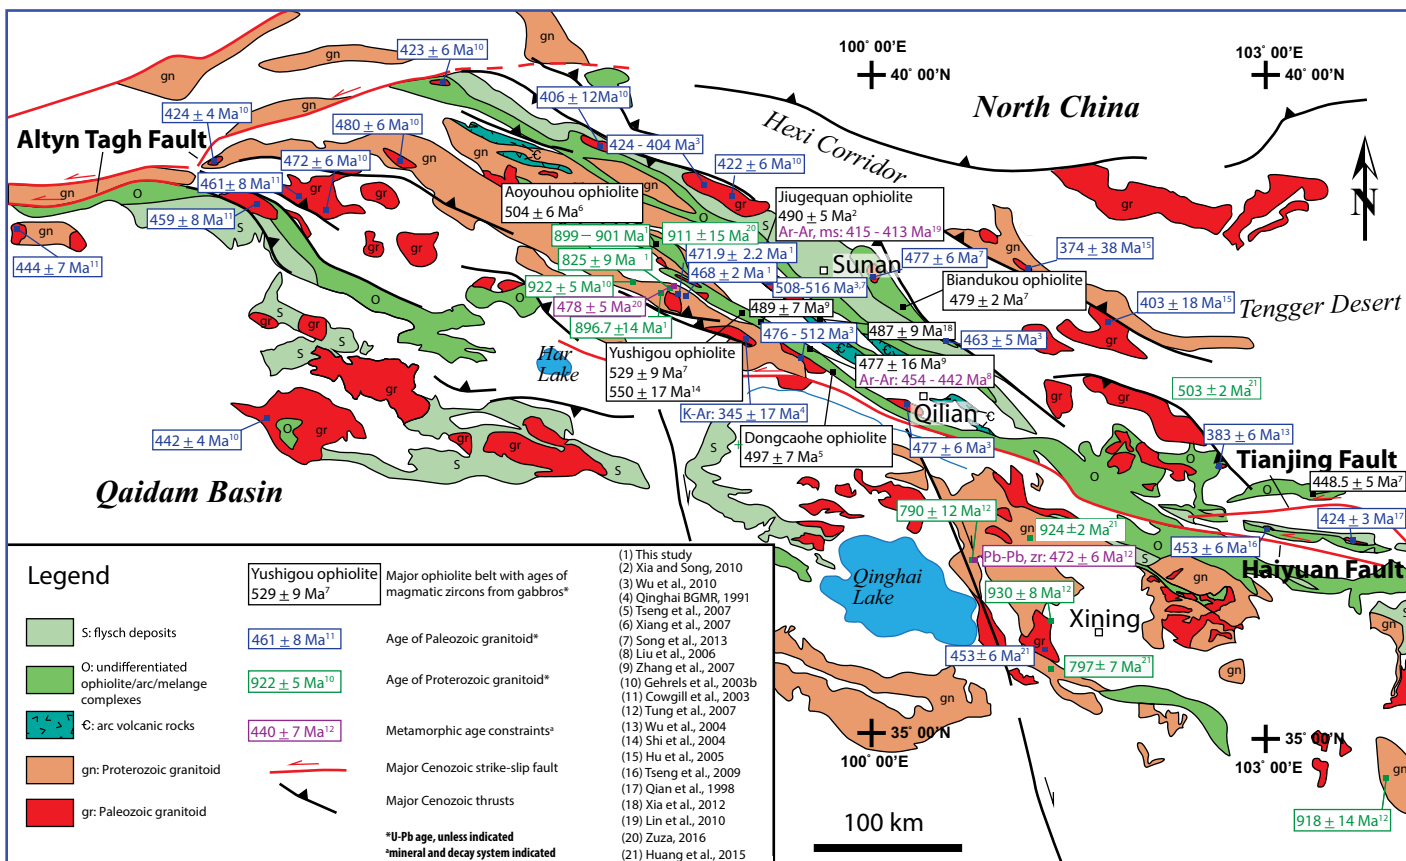 gn
gn
gn
423 ± 6 Ma10
100° 00'E
40° 00'N
103° 00'E
40° 00'N
North China
Hexi Corridor
406 ± 12Ma10
424 ± 4 Ma10
480 ± 6 Ma10
Altyn Tagh Fault
424 - 404 Ma3
472 ± 6 Ma10
422 ± 6 Ma10
N
461± 8 Ma11
459 ± 8 Ma11
444 ± 7 Ma11
Aoyouhou ophiolite
504 ± 6 Ma6
Jiugequan ophiolite
490 ± 5 Ma2
Ar-Ar, ms: 415 - 413 Ma19
899 – 901 Ma1
911 ± 15 Ma20
825 ± 9 Ma 1
471.9 ± 2.2 Ma1
468 ± 2 Ma 1
922 ± 5 Ma10
478 ± 5 Ma20
896.7 ±14 Ma1
508-516 Ma3,7
Sunan
477 ± 6 Ma7
374 ± 38 Ma15
Biandukou ophiolite
479 ± 2 Ma7
403 ± 18 Ma15
Tengger Desert
489 ± 7 Ma9
476 - 512 Ma3
487 ± 9 Ma18
463 ± 5 Ma3
Har
Lake
Yushigou ophiolite
529 ± 9 Ma7
550 ± 17 Ma14
477 ± 16 Ma9
Ar-Ar: 454 - 442 Ma8
503 ± 2 Ma21
K-Ar: 345 ± 17 Ma4
Qilian
Є
442 ± 4 Ma10
Dongcaohe ophiolite
497 ± 7 Ma5
477 ± 6 Ma3
383 ± 6 Ma13
Tianjing Fault
448.5 ± 5 Ma7
Qaidam Basin
790 ± 12 Ma12
924 ±2 Ma21
424 ± 3 Ma17
Pb-Pb, zr: 472 ± 6 Ma12
453 ± 6 Ma16
Haiyuan Fault
Qinghai
Lake
930 ± 8 Ma12
Xining
453± 6 Ma21
797± 7 Ma21
35° 00'N
100° 00'E
35° 00'N
103° 00'E
918 ± 14 Ma12
100 km
Legend
S: flysch deposits
O: undifferentiated
ophiolite/arc/melange
complexes
Є: arc volcanic rocks
gn: Proterozoic granitoid
gr: Paleozoic granitoid
Yushigou ophiolite
529 ± 9 Ma7
Major ophiolite belt with ages of
magmatic zircons from gabbros*
461 ± 8 Ma11
Age of Paleozoic granitoid*
922 ± 5 Ma10
Age of Proterozoic granitoid*
440 ± 7 Ma12
Metamorphic age constraintsa
Major Cenozoic strike-slip fault
Major Cenozoic thrusts
*U-Pb age, unless indicated
amineral and decay system indicated
(1) This study
(2) Xia and Song, 2010
(3) Wu et al., 2010
(4) Qinghai BGMR, 1991
(5) Tseng et al., 2007
(6) Xiang et al., 2007
(7) Song et al., 2013
(8) Liu et al., 2006
(9) Zhang et al., 2007
(10) Gehrels et al., 2003b
(11) Cowgill et al., 2003
(12) Tung et al., 2007
(13) Wu et al., 2004
(14) Shi et al., 2004
(15) Hu et al., 2005
(16) Tseng et al., 2009
(17) Qian et al., 1998
(18) Xia et al., 2012
(19) Lin et al., 2010
(20) Zuza, 2016
(21) Huang et al., 2015